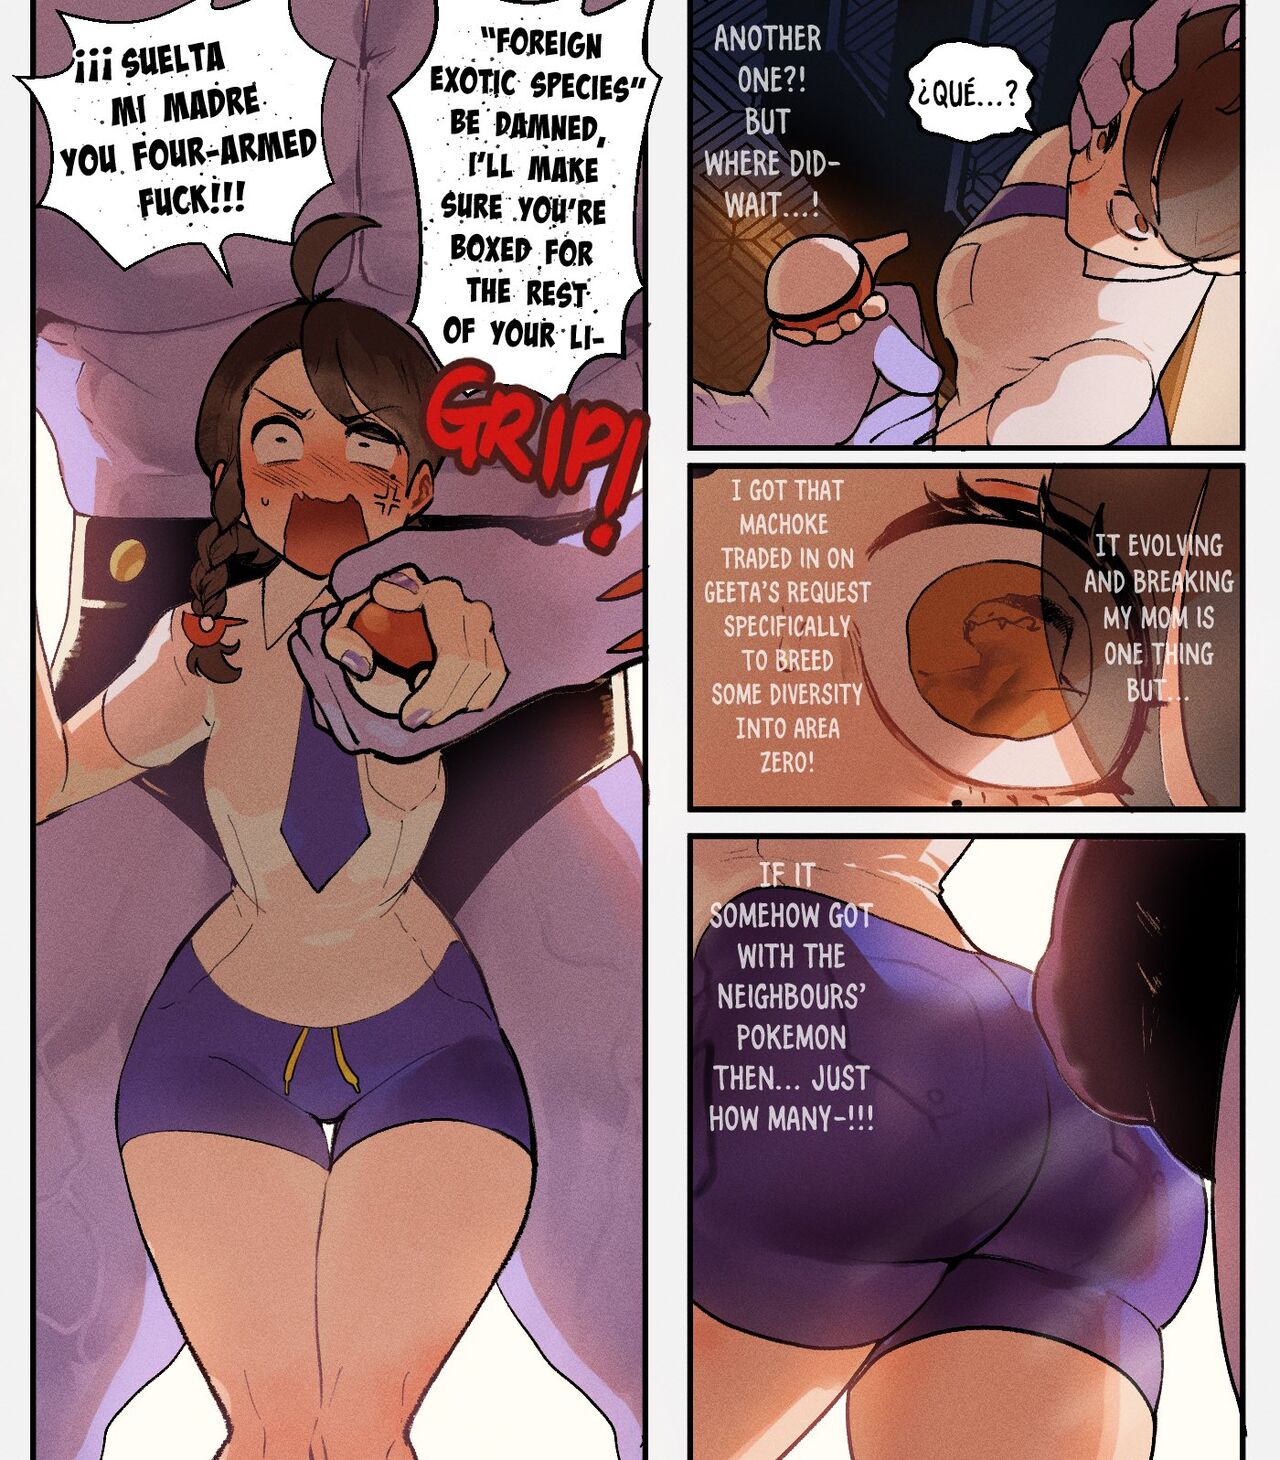 ¡¡¡SUELTA
MI MADRE
YOU FOUR-ARMED
FUCK!!!
"FOREIGN
EXOTIC SPECIES"
BE DAMNED,
I'LL MAKE
SURE YOU'RE
BOXED FOR
THE REST
OF YOUR LI-
GRIP!
ANOTHER
ONE?!
BUT
WHERE DID-
WAIT...!
¿QUÉ...?
I GOT THAT
MACHOKE
TRADED IN ON
GEETA'S REQUEST
SPECIFICALLY
TO BREED
SOME DIVERSITY
INTO AREA
ZERO!
IT EVOLVING
AND BREAKING
MY MOM IS
ONE THING
BUT...
IF IT
SOMEHOW GOT
WITH THE
NEIGHBOURS'
POKEMON
THEN... JUST
HOW MANY-!!!